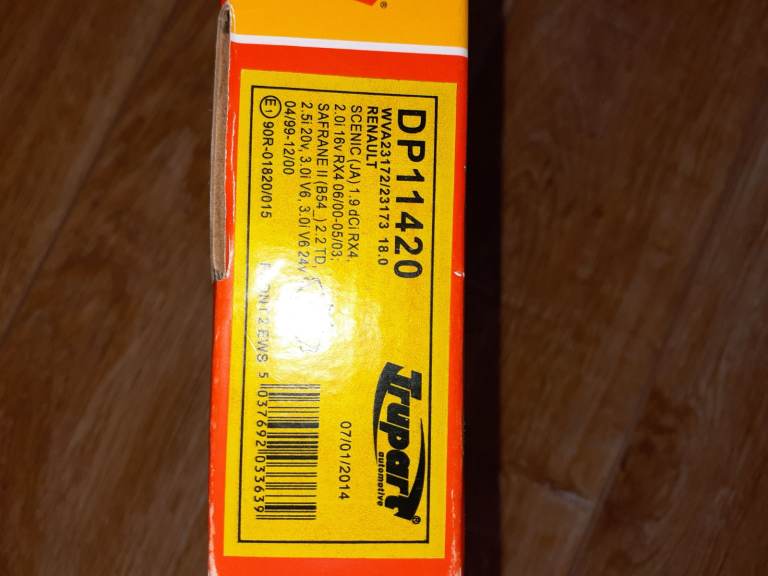 ®
DP11420
WVA23172/23173 18.0
RENAULT
SCENIC (JA) 1.9 dCi RX4,
2.0i 16v RX4 06/00-05/03;
SAFRANE II (B54_) 2.2 TD,
2.5i 20v, 3.0i V6, 3.0i V6 24v
04/99-12/00
E1 90R-01820/015
2 EWS
Trupart®
automotive
07/01/2014
5 037692 033639